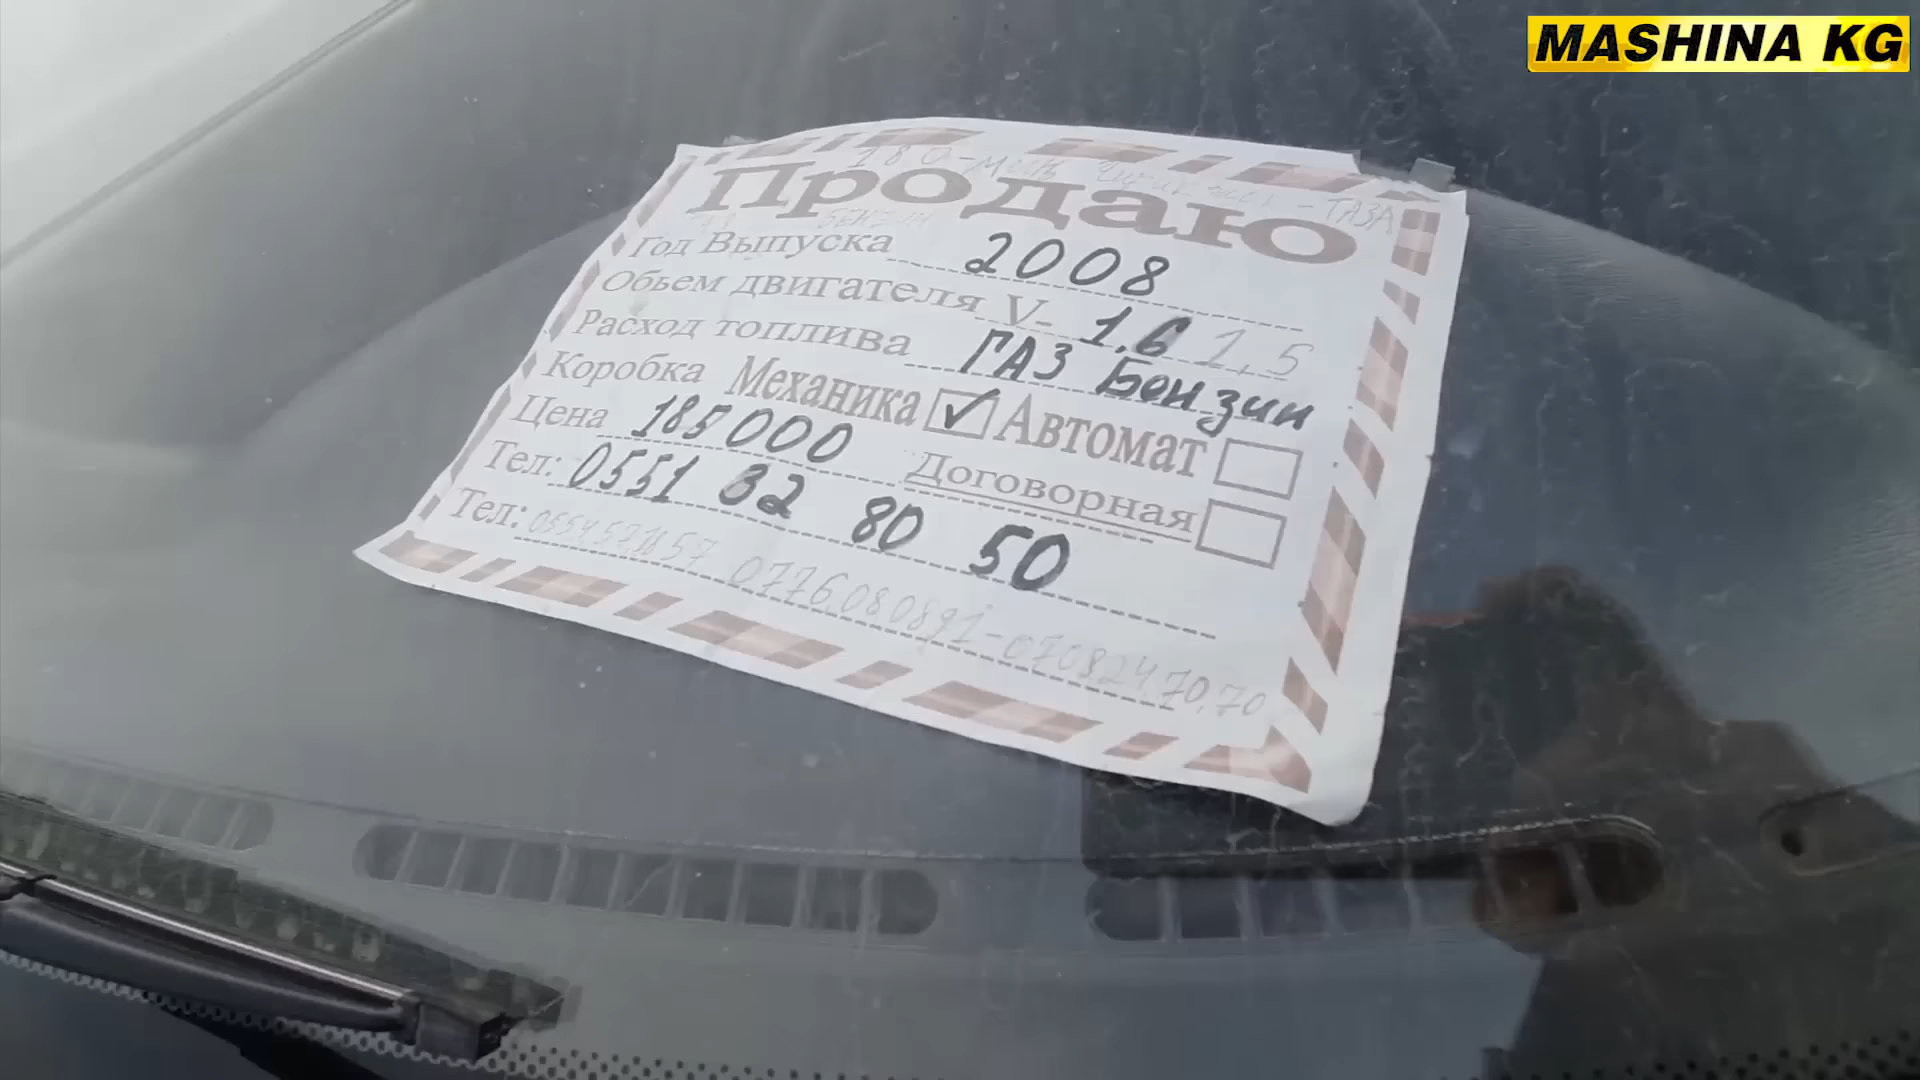 MASHINA KG
Продаю
Год Выпуска 2008
Обьем двигателя V- 1,6 1,5
Расход топлива ГАЗ Бензин
Коробка Механика ✓ Автомат
Цена 185000 Договорная
Тел: 0551 32 80 50
Тел: 0776080891-0708247070